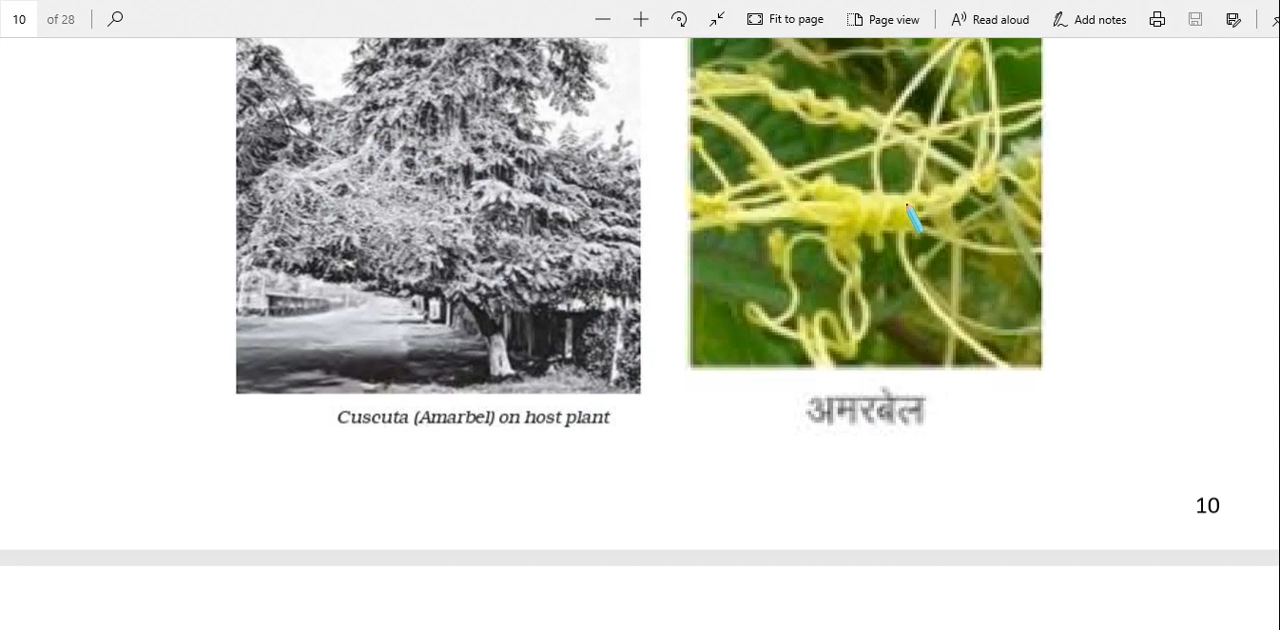 10 of 28 Fit to page Page view Read aloud Add notes
Cuscuta (Amarbel) on host plant
अमरबेल
10